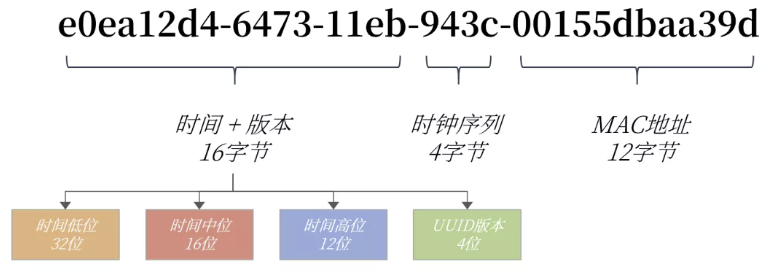 e0ea12d4-6473-11eb-943c-00155dbaa39d
时间 + 版本
16字节
时钟序列
4字节
MAC地址
12字节
时间低位
32位
时间中位
16位
时间高位
12位
UUID版本
4位